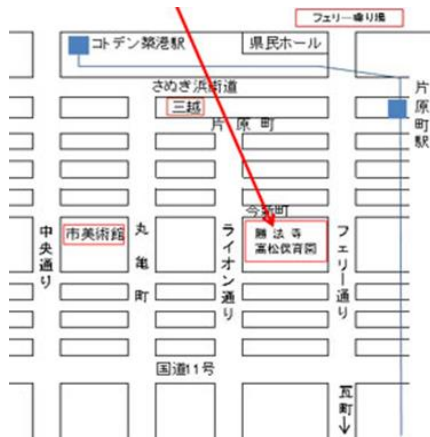 フェリー乗り場
コトデン築港駅
県民ホール
さぬき浜街道
三越
片原町
片原町駅
今新町
中央通り
市美術館
丸亀町
ライオン通り
勝法寺
高松保育園
フェリー通り
国道11号
瓦町→